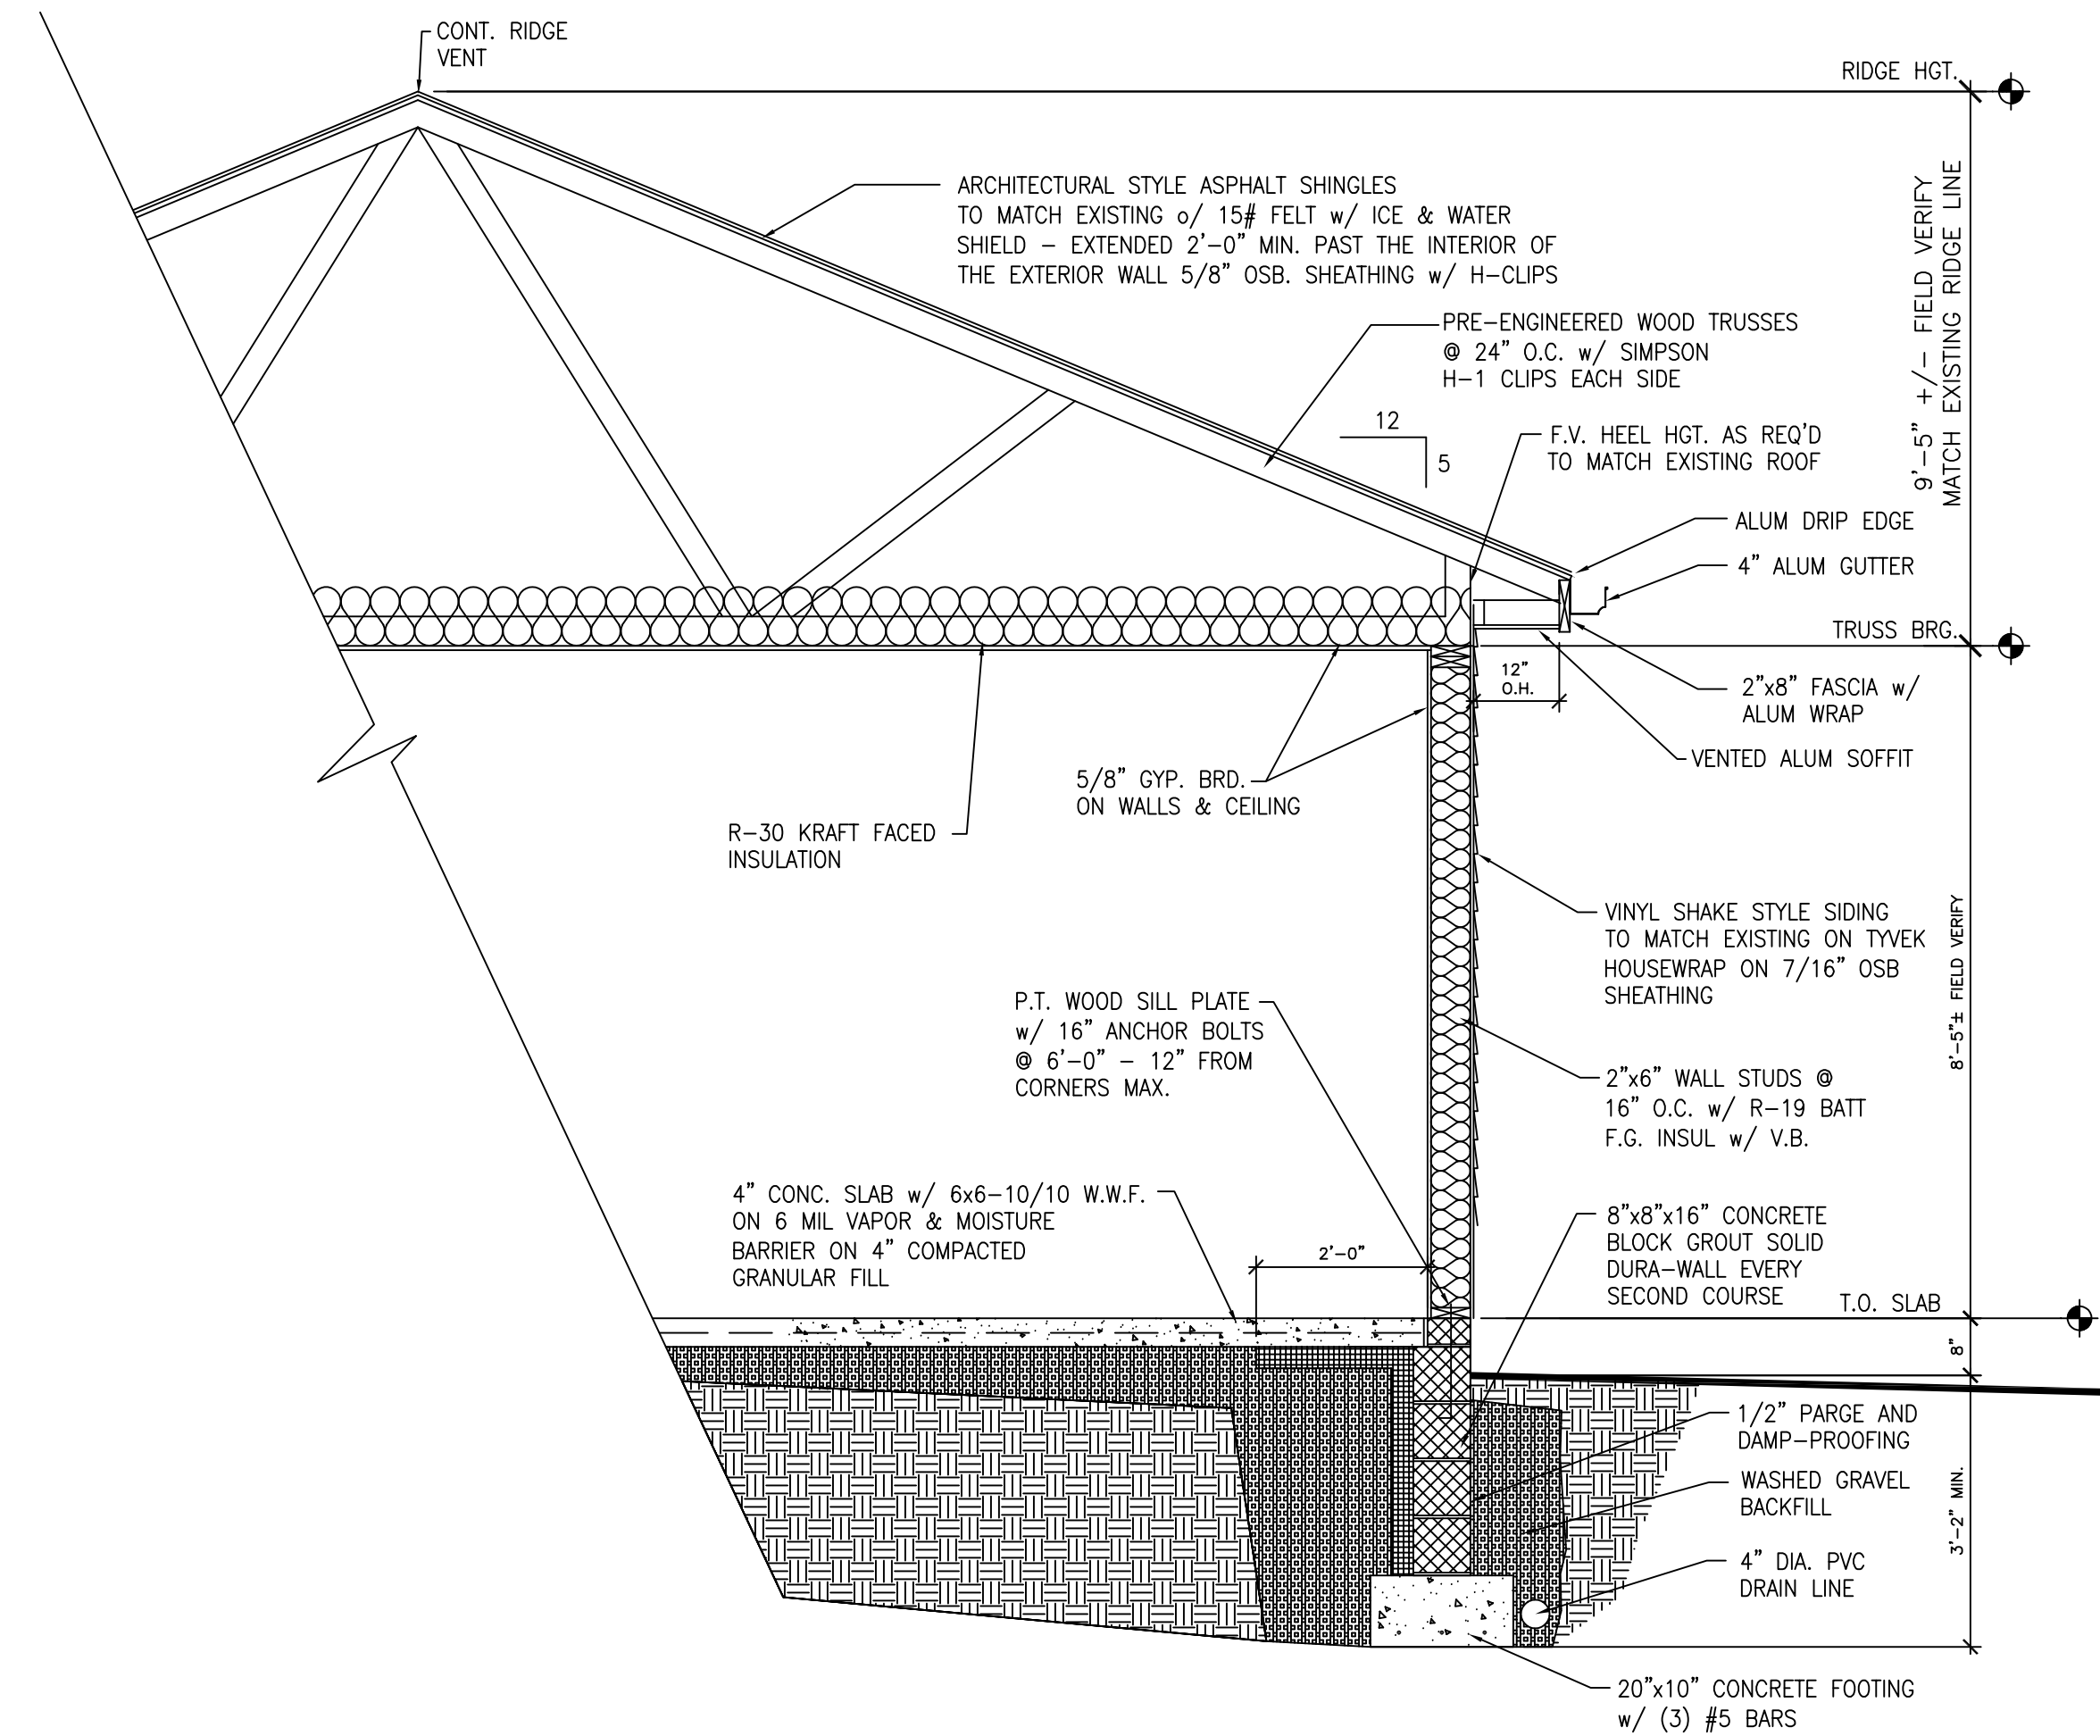 CONT. RIDGE
VENT
RIDGE HGT.
ARCHITECTURAL STYLE ASPHALT SHINGLES
TO MATCH EXISTING o/ 15# FELT w/ ICE & WATER
SHIELD – EXTENDED 2'-0" MIN. PAST THE INTERIOR OF
THE EXTERIOR WALL 5/8" OSB. SHEATHING w/ H-CLIPS
9'-5" +/- FIELD VERIFY
MATCH EXISTING RIDGE LINE
PRE-ENGINEERED WOOD TRUSSES
@ 24" O.C. w/ SIMPSON
H-1 CLIPS EACH SIDE
12
5
F.V. HEEL HGT. AS REQ'D
TO MATCH EXISTING ROOF
ALUM DRIP EDGE
4" ALUM GUTTER
TRUSS BRG.
12"
O.H.
2"x8" FASCIA w/
ALUM WRAP
VENTED ALUM SOFFIT
5/8" GYP. BRD.
ON WALLS & CEILING
R-30 KRAFT FACED
INSULATION
VINYL SHAKE STYLE SIDING
TO MATCH EXISTING ON TYVEK
HOUSEWRAP ON 7/16" OSB
SHEATHING
8'-5"± FIELD VERIFY
P.T. WOOD SILL PLATE
w/ 16" ANCHOR BOLTS
@ 6'-0" – 12" FROM
CORNERS MAX.
2"x6" WALL STUDS @
16" O.C. w/ R-19 BATT
F.G. INSUL w/ V.B.
4" CONC. SLAB w/ 6x6-10/10 W.W.F.
ON 6 MIL VAPOR & MOISTURE
BARRIER ON 4" COMPACTED
GRANULAR FILL
2'-0"
8"x8"x16" CONCRETE
BLOCK GROUT SOLID
DURA-WALL EVERY
SECOND COURSE
T.O. SLAB
8"
1/2" PARGE AND
DAMP-PROOFING
WASHED GRAVEL
BACKFILL
3'-2" MIN.
4" DIA. PVC
DRAIN LINE
20"x10" CONCRETE FOOTING
w/ (3) #5 BARS